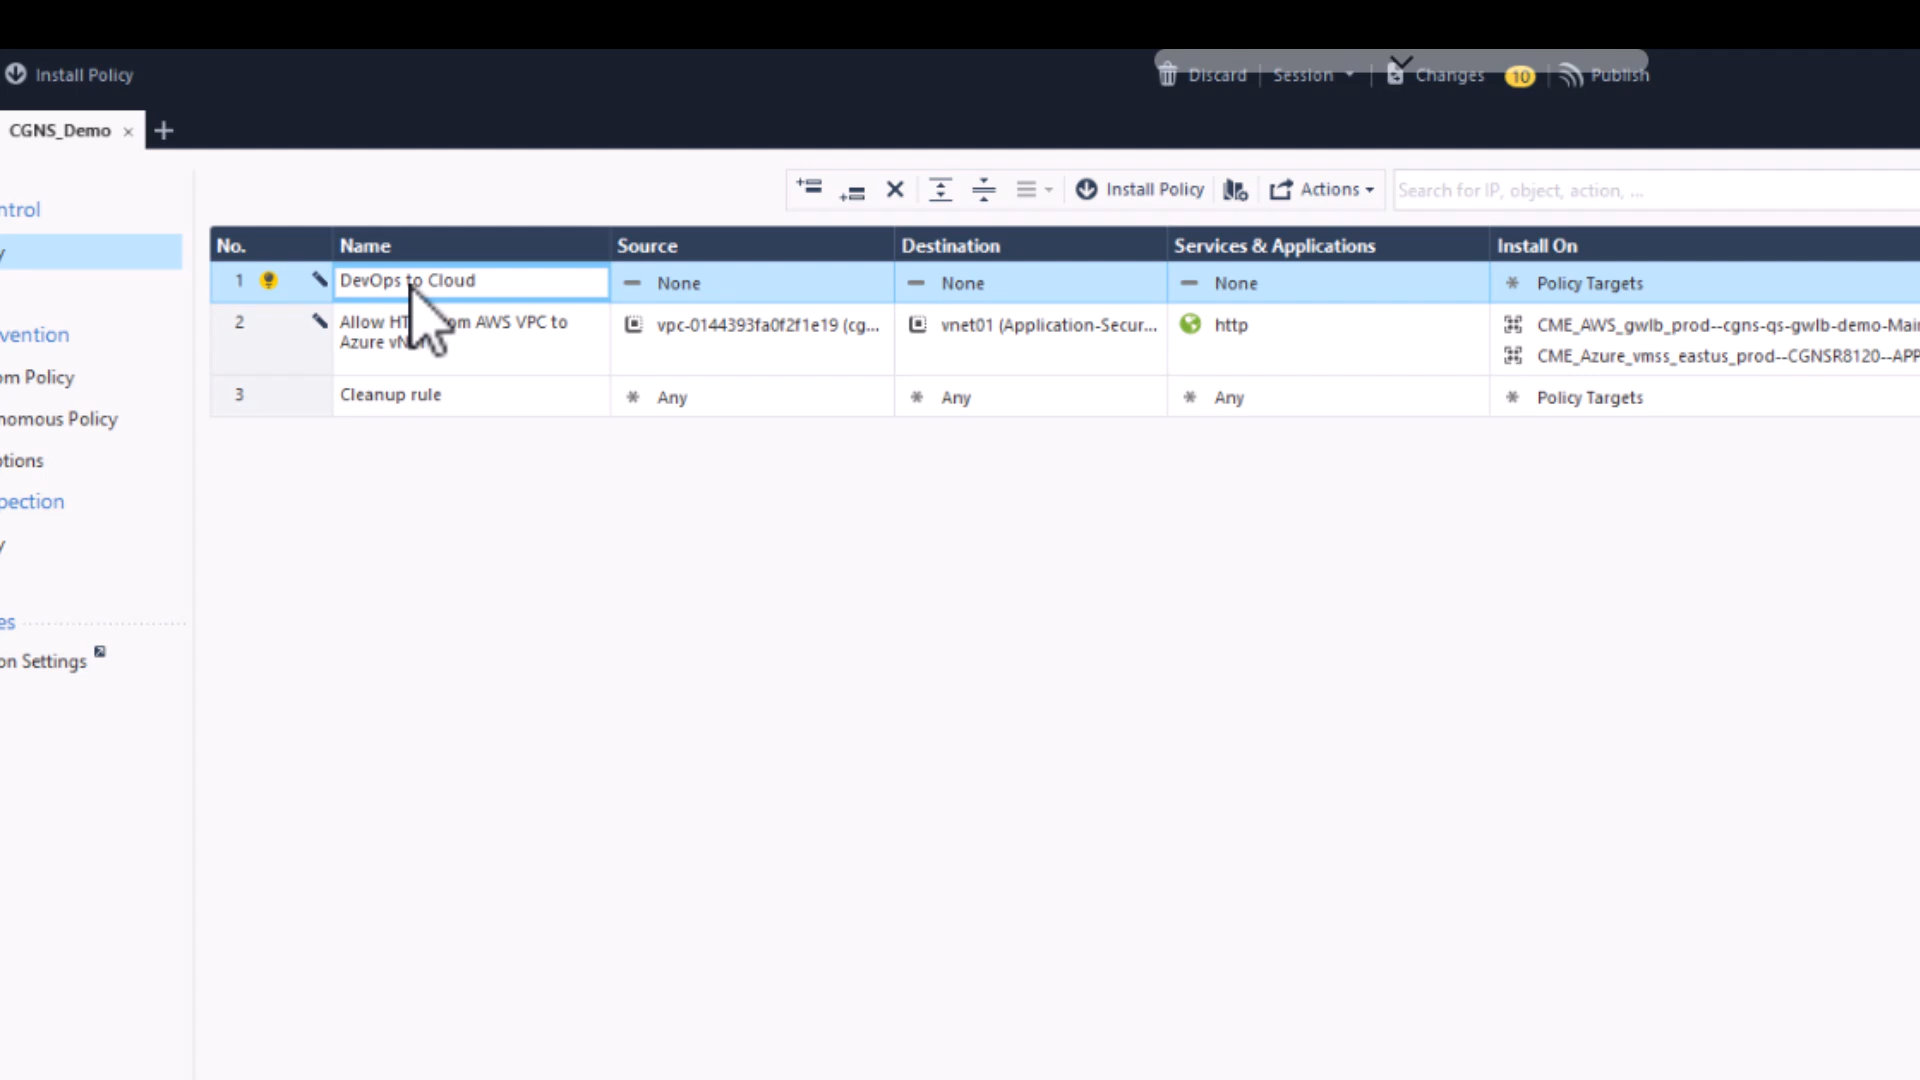 Install Policy
Discard Session Changes 10 Publish
CGNS_Demo
Install Policy Actions Search for IP, object, action, ...
ntrol
y
vention
om Policy
nomous Policy
ptions
pection
y
es
on Settings
No. Name Source Destination Services & Applications Install On
1 DevOps to Cloud None None None Policy Targets
2 Allow HT om AWS VPC to vpc-0144393fa0f2f1e19 (cg... vnet01 (Application-Secur... http CME_AWS_gwlb_prod--cgns-qs-gwlb-demo-Mai
Azure CME_Azure_vmss_eastus_prod--CGNSR8120--APP
3 Cleanup rule Any Any Any Policy Targets